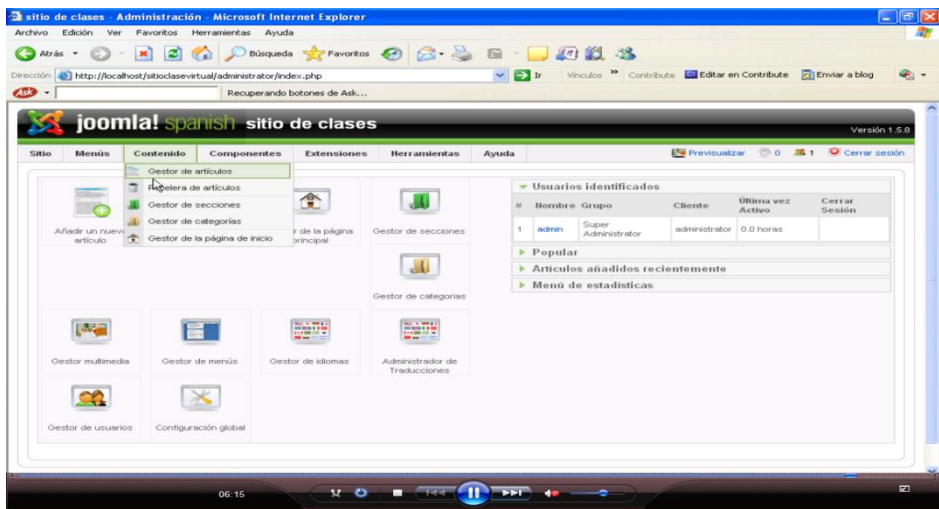 sitio de clases - Administración - Microsoft Internet Explorer
Archivo Edición Ver Favoritos Herramientas Ayuda
Atrás Búsqueda Favoritos
Dirección http://localhost/sitioclasevirtual/administrator/index.php Ir Vínculos Contribute Editar en Contribute Enviar a blog
Ask Recuperando botones de Ask...
joomla! spanish sitio de clases
Versión 1.5.8
Sitio Menús Contenido Componentes Extensiones Herramientas Ayuda Previsualizar 0 1 Cerrar sesión
Gestor de artículos
Papelera de artículos
Gestor de secciones
Gestor de categorías
Gestor de la página de inicio
Añadir un nuev
artículo
r de la página
principal
Gestor de secciones
Gestor de categorías
Gestor multimedia
Gestor de menús
Gestor de idiomas
Administrador de
Traducciones
Gestor de usuarios
Configuración global
Usuarios identificados
# Nombre Grupo Cliente Última vez Activo Cerrar Sesión
1 admin Super Administrator administrator 0.0 horas
Popular
Artículos añadidos recientemente
Menú de estadísticas
06:15